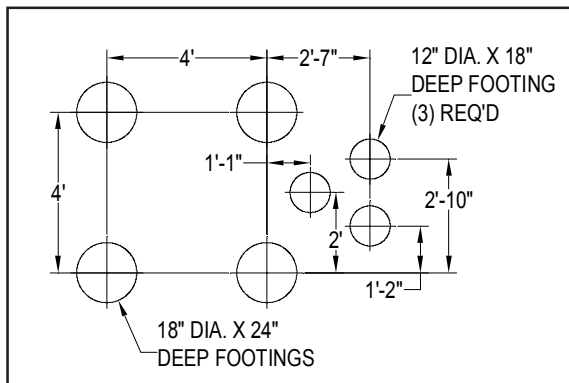 4'
2'-7"
12" DIA. X 18"
DEEP FOOTING
(3) REQ'D
1'-1"
4'
2'-10"
2'
1'-2"
18" DIA. X 24"
DEEP FOOTINGS